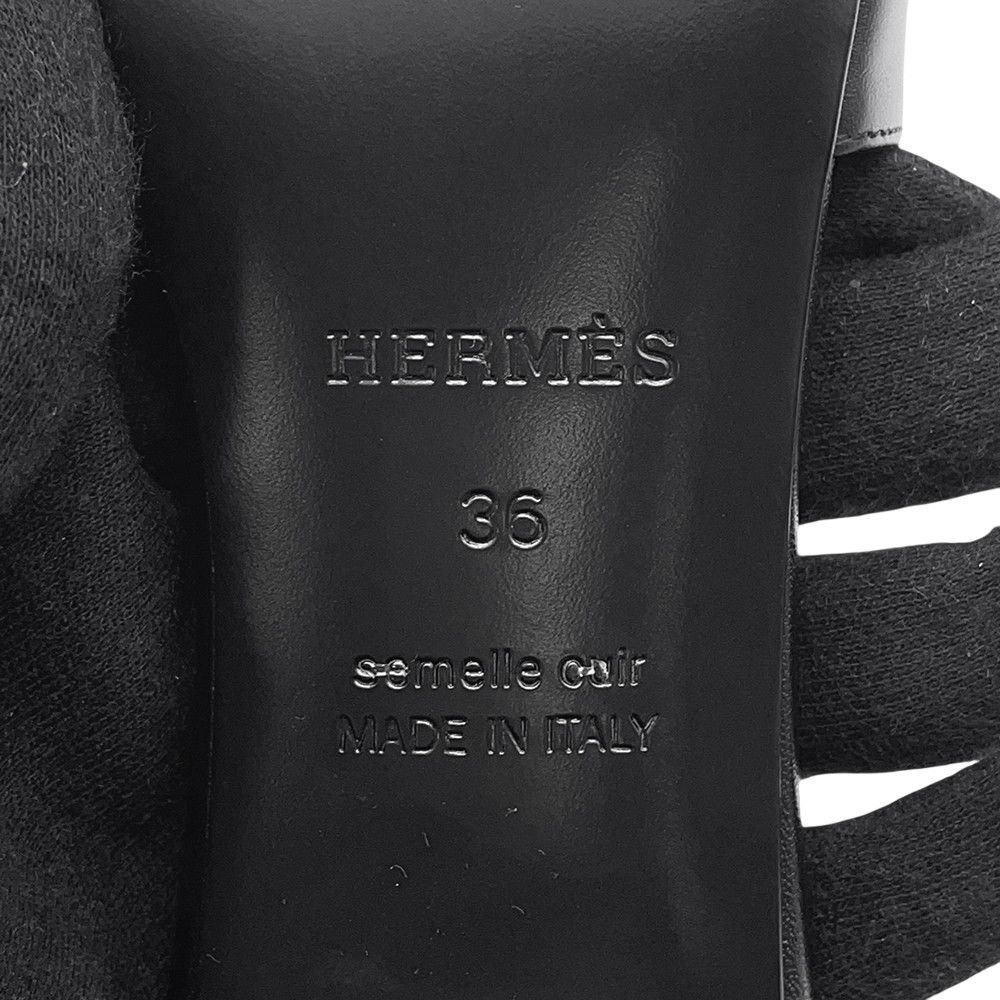 HERMÈS
36
semelle cuir
MADE IN ITALY